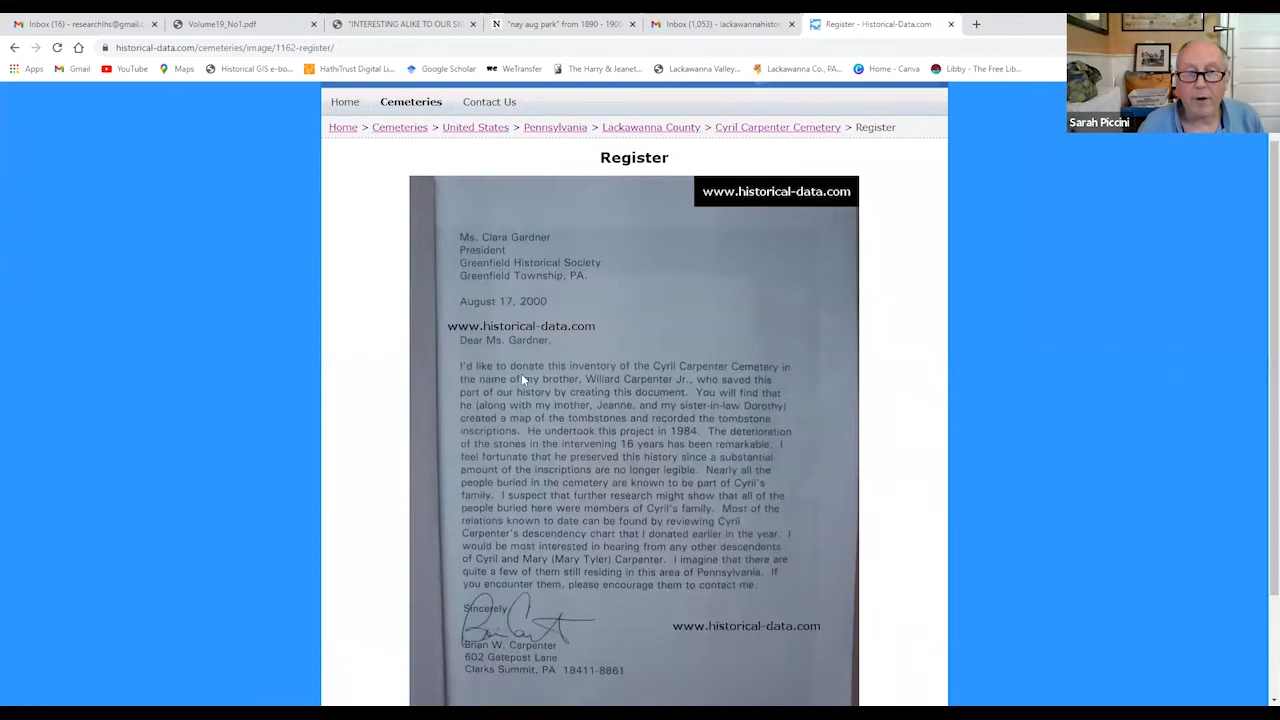 Inbox (16) - researchlhs@gmail.c
Volume19_No1.pdf
"INTERESTING ALIKE TO OUR SI
"nay aug park" from 1890 - 1900
Inbox (1,053) - lackawannahistor
Register - Historical-Data.com
historical-data.com/cemeteries/image/1162-register/
Apps
Gmail
YouTube
Maps
Historical GIS e-bo...
HathiTrust Digital Li...
Google Scholar
WeTransfer
The Harry & Jeanet...
Lackawanna Valley...
Lackawanna Co., PA...
Home - Canva
Libby - The Free Lib...
Sarah Piccini
Home Cemeteries Contact Us
Home > Cemeteries > United States > Pennsylvania > Lackawanna County > Cyril Carpenter Cemetery > Register
Register
www.historical-data.com
Ms. Clara Gardner
President
Greenfield Historical Society
Greenfield Township, PA.
August 17, 2000
www.historical-data.com
Dear Ms. Gardner,
I'd like to donate this inventory of the Cyril Carpenter Cemetery in
the name of my brother, Willard Carpenter Jr., who saved this
part of our history by creating this document. You will find that
he (along with my mother, Jeanne, and my sister-in-law Dorothy)
created a map of the tombstones and recorded the tombstone
inscriptions. He undertook this project in 1984. The deterioration
of the stones in the intervening 16 years has been remarkable. I
feel fortunate that he preserved this history since a substantial
amount of the inscriptions are no longer legible. Nearly all the
people buried in the cemetery are known to be part of Cyril's
family. I suspect that further research might show that all of the
people buried here were members of Cyril's family. Most of the
relations known to date can be found by reviewing Cyril
Carpenter's descendency chart that I donated earlier in the year. I
would be most interested in hearing from any other descendents
of Cyril and Mary (Mary Tyler) Carpenter. I imagine that there are
quite a few of them still residing in this area of Pennsylvania. If
you encounter them, please encourage them to contact me.
Sincerely
www.historical-data.com
Brian W. Carpenter
602 Gatepost Lane
Clarks Summit, PA 18411-8861